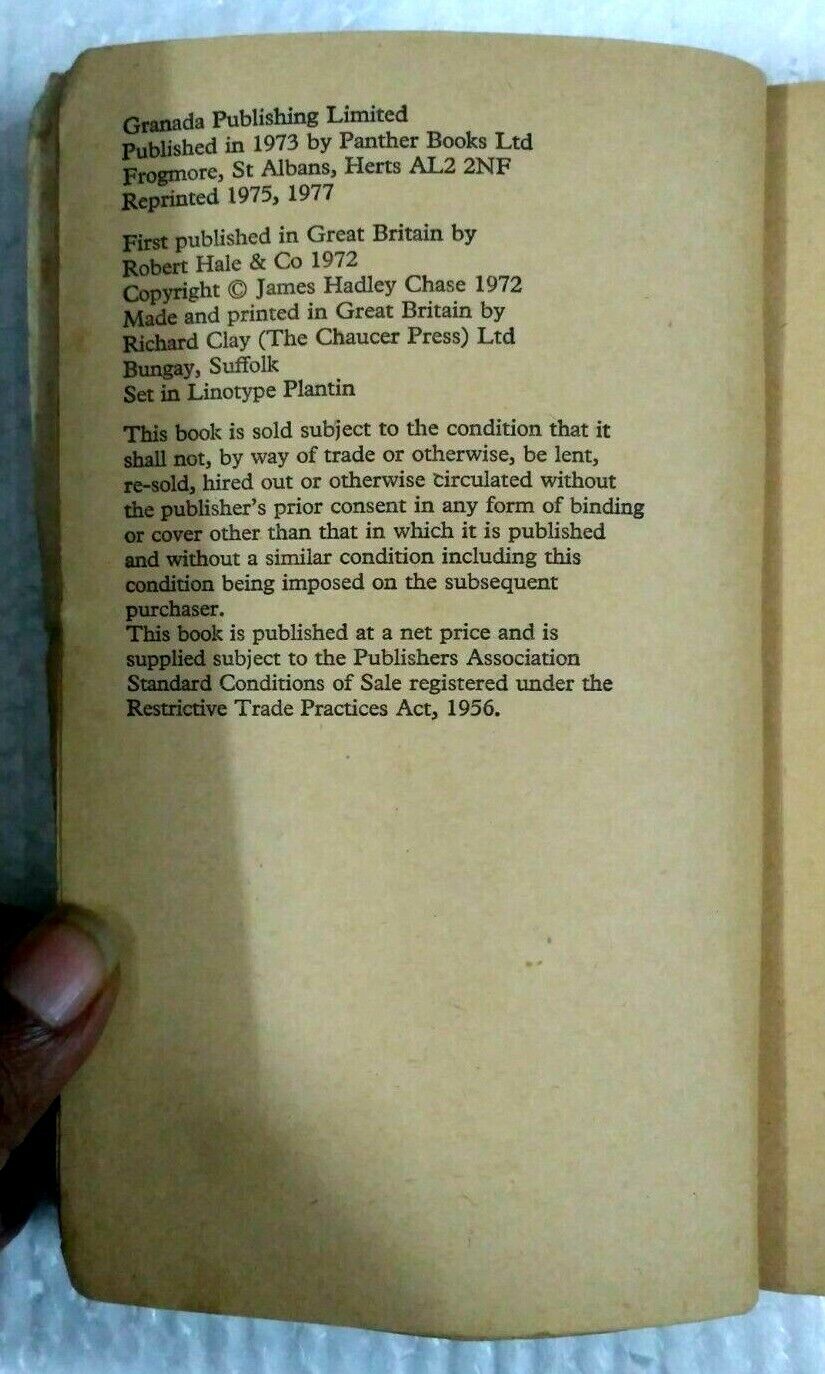 Granada Publishing Limited
Published in 1973 by Panther Books Ltd
Frogmore, St Albans, Herts AL2 2NF
Reprinted 1975, 1977
First published in Great Britain by
Robert Hale & Co 1972
Copyright © James Hadley Chase 1972
Made and printed in Great Britain by
Richard Clay (The Chaucer Press) Ltd
Bungay, Suffolk
Set in Linotype Plantin
This book is sold subject to the condition that it
shall not, by way of trade or otherwise, be lent,
re-sold, hired out or otherwise circulated without
the publisher's prior consent in any form of binding
or cover other than that in which it is published
and without a similar condition including this
condition being imposed on the subsequent
purchaser.
This book is published at a net price and is
supplied subject to the Publishers Association
Standard Conditions of Sale registered under the
Restrictive Trade Practices Act, 1956.